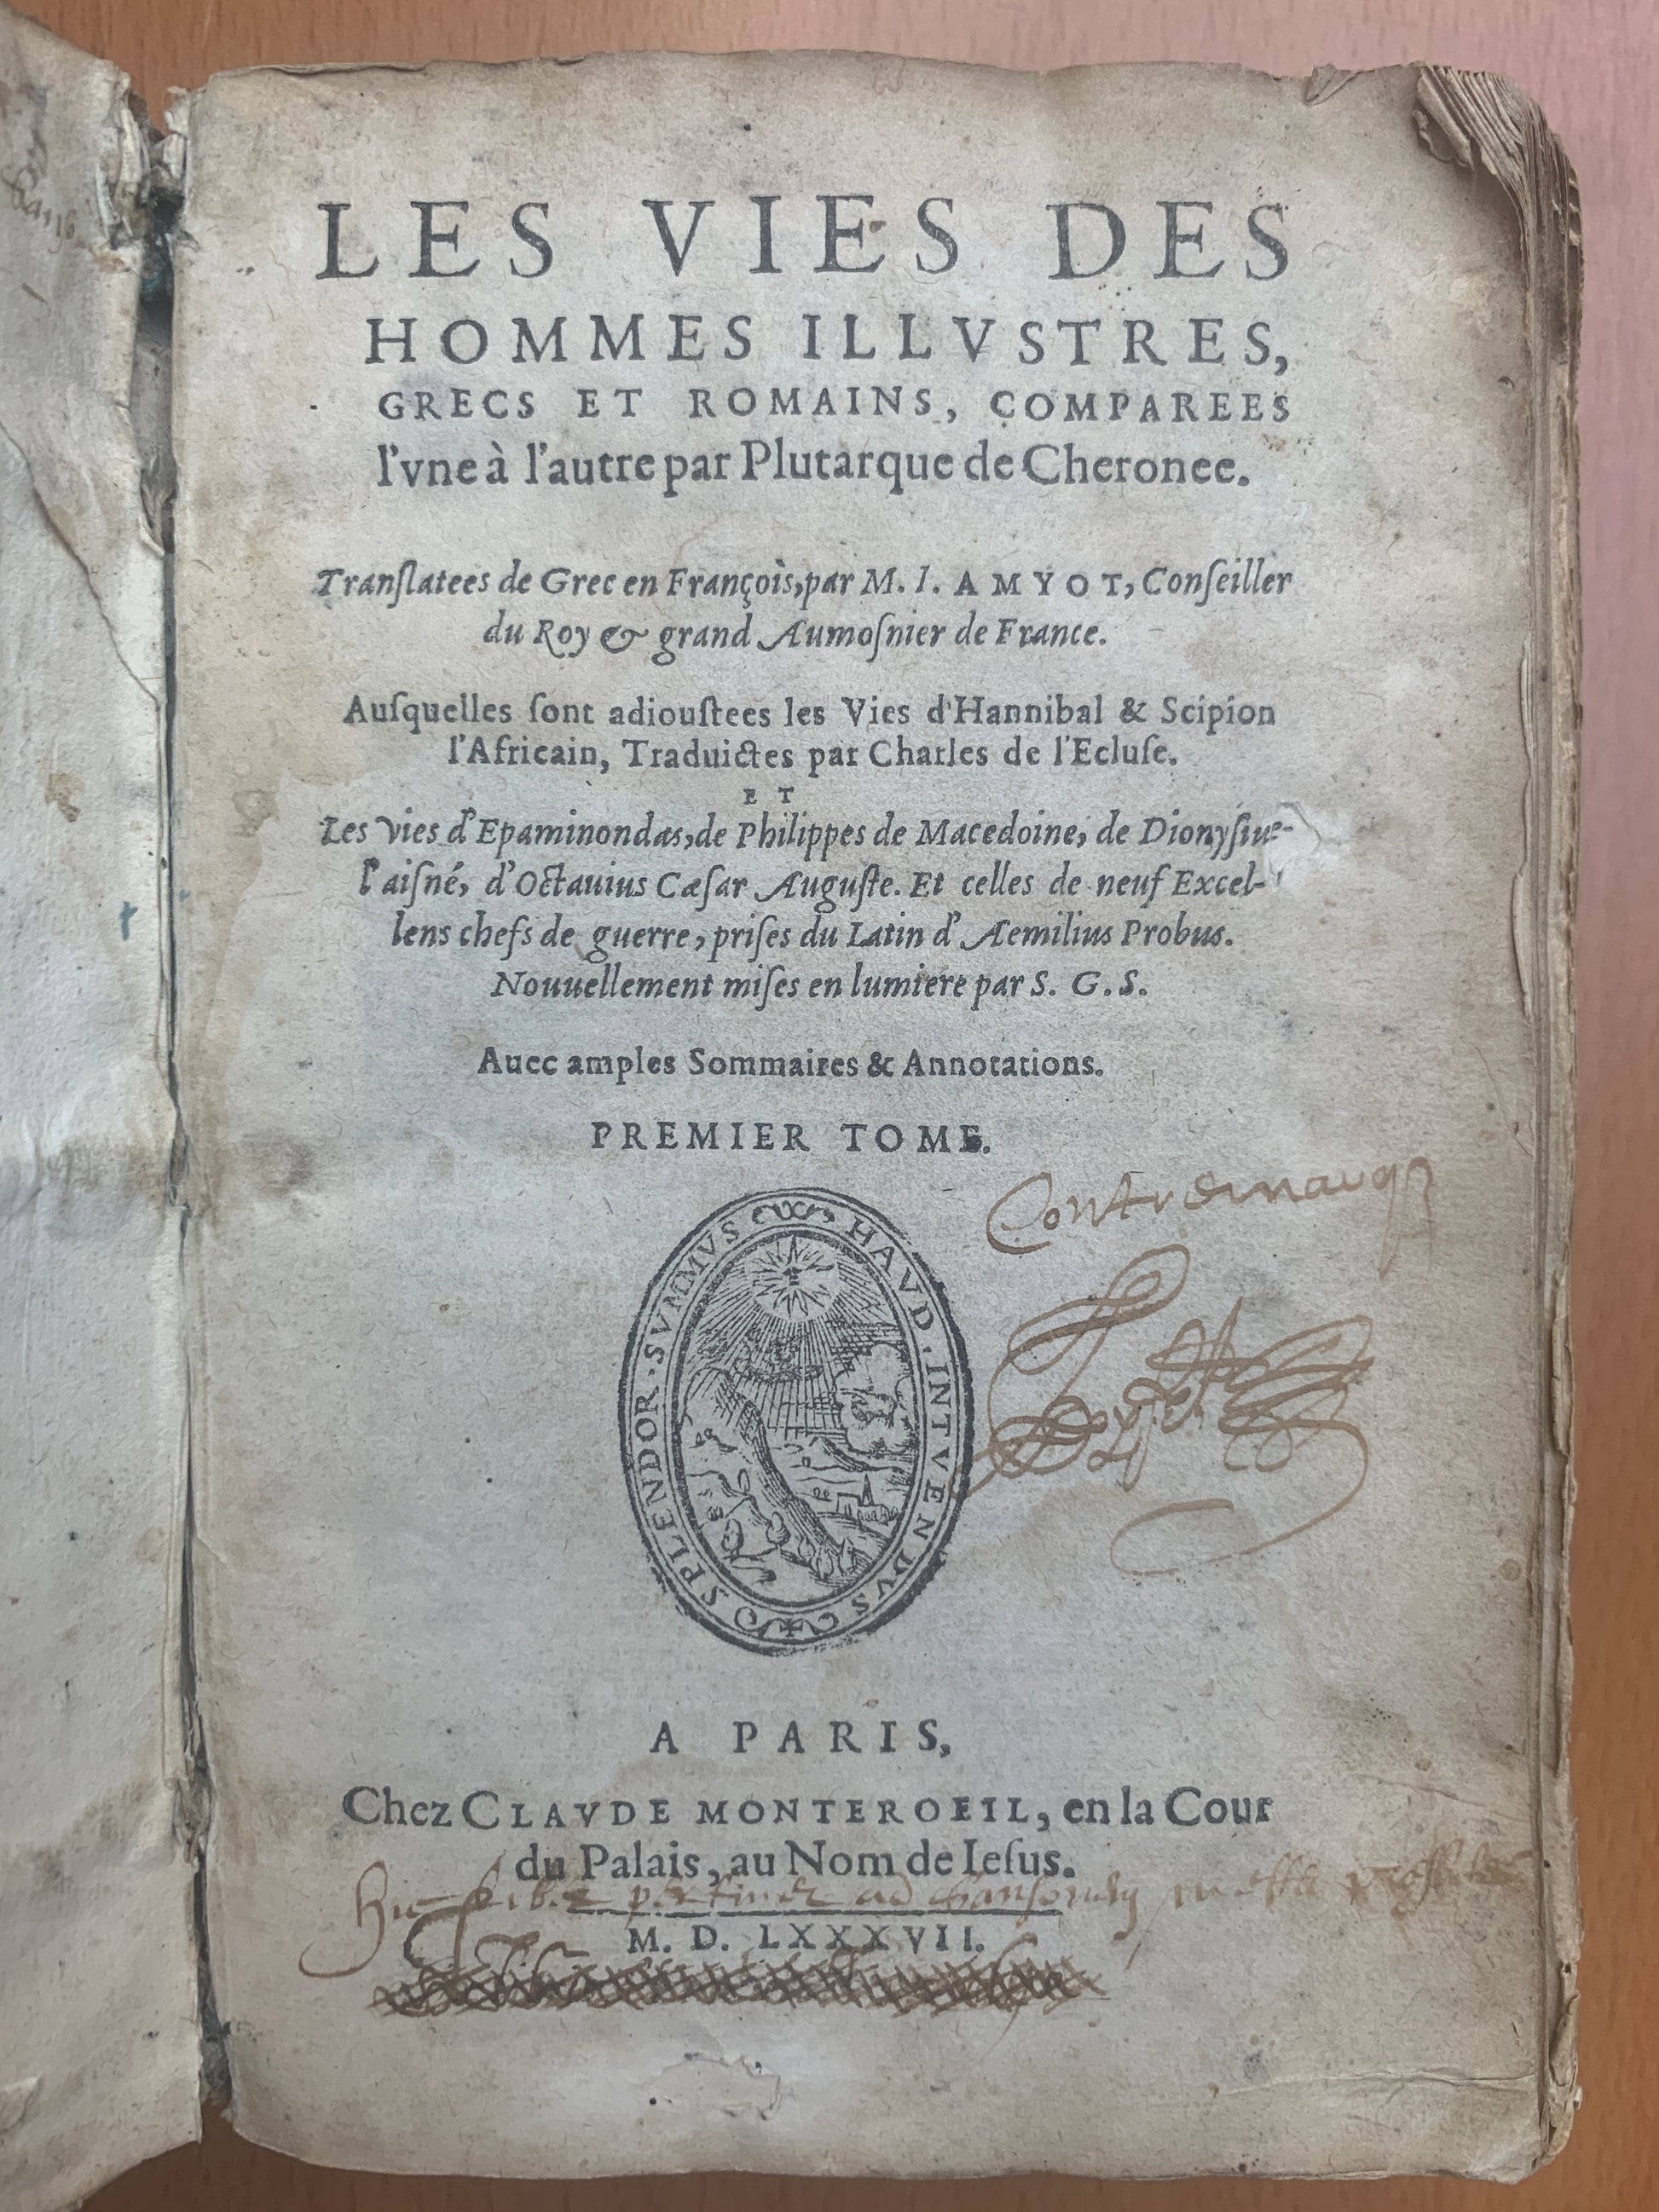 LES VIES DES
HOMMES ILLVSTRES,
GRECS ET ROMAINS, COMPAREES
l'vne à l'autre par Plutarque de Cheronee.
Tranſlatees de Grec en François, par M. I. AMYOT, Conſeiller
du Roy & grand Aumoſnier de France.
Auſquelles ſont adiouſtees les Vies d'Hannibal & Scipion
l'Africain, Traduictes par Charles de l'Ecluſe.
ET
Les vies d'Epaminondas, de Philippes de Macedoine, de Dionyſius
l'aiſné, d'Octauius Cæſar Auguſte. Et celles de neuf Excel-
lens chefs de guerre, priſes du Latin d'Aemilius Probus.
Nouuellement miſes en lumiere par S. G. S.
Auec amples Sommaires & Annotations.
PREMIER TOME.
SPLENDOR·SVMMVS HAVD·INTVENDVS
A PARIS,
Chez CLAVDE MONTEROEIL, en la Cour
du Palais, au Nom de Ieſus.
pertinet ad
M. D. LXXXVII.